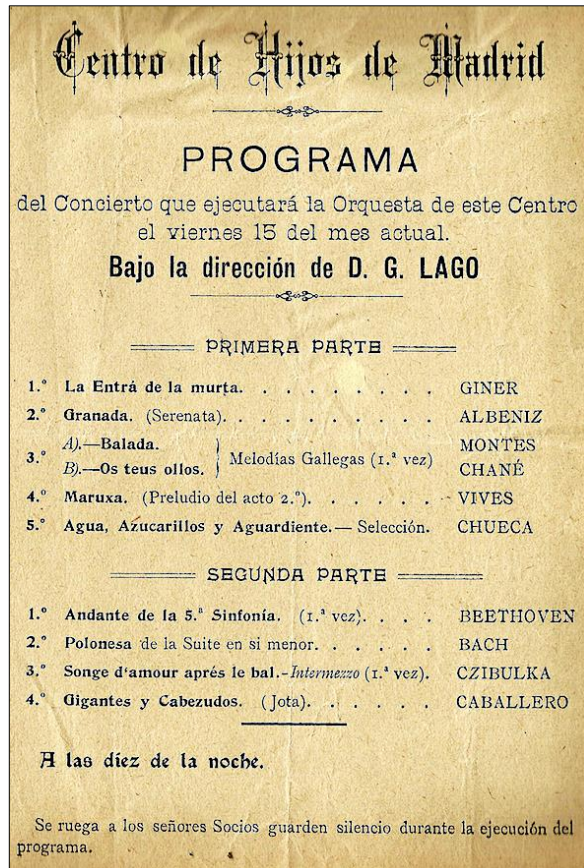 Centro de Hijos de Madrid
PROGRAMA
del Concierto que ejecutará la Orquesta de este Centro
el viernes 15 del mes actual.
Bajo la dirección de D. G. LAGO
PRIMERA PARTE
1.º La Entrá de la murta. . . . . . . . . GINER
2.º Granada. (Serenata). . . . . . . . . . ALBENIZ
3.º A).—Balada. } Melodías Gallegas (1.ª vez) MONTES
B).—Os teus ollos. CHANÉ
4.º Maruxa. (Preludio del acto 2.º). . . . . . VIVES
5.º Agua, Azucarillos y Aguardiente.— Selección. CHUECA
SEGUNDA PARTE
1.º Andante de la 5.ª Sinfonía. (1.ª vez). . . . BEETHOVEN
2.º Polonesa de la Suite en si menor. . . . . . BACH
3.º Songe d'amour aprés le bal.-Intermezzo (1.ª vez). CZIBULKA
4.º Gigantes y Cabezudos. (Jota). . . . . . CABALLERO
A las diez de la noche.
Se ruega a los señores Socios guarden silencio durante la ejecución del
programa.